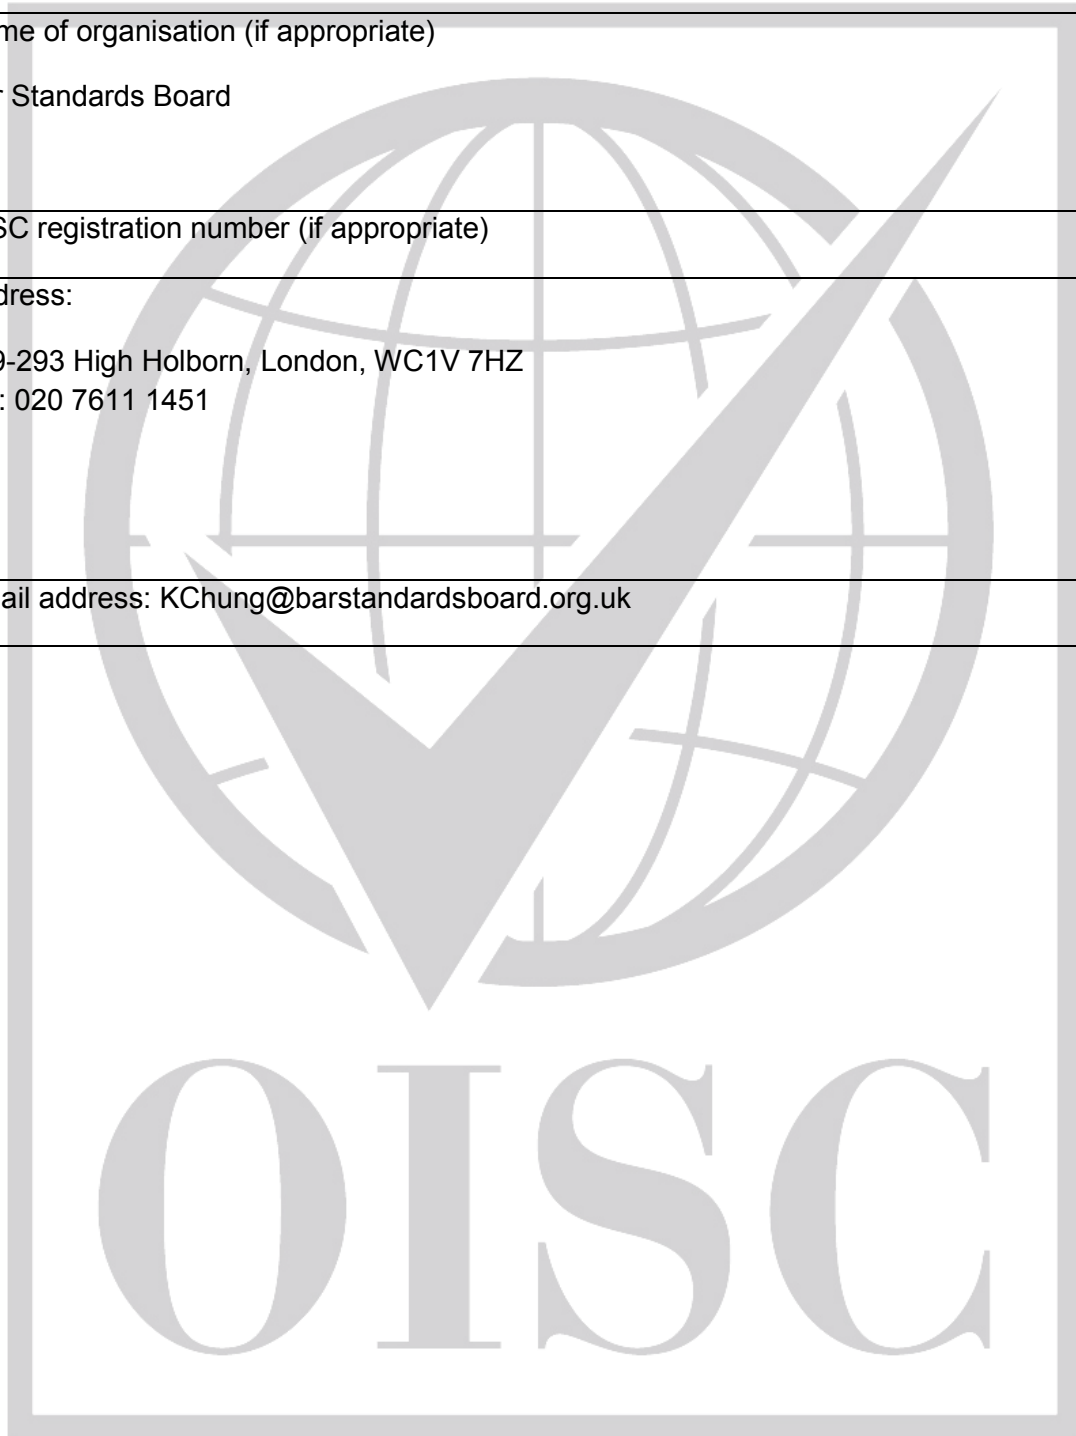 me of organisation (if appropriate)
r Standards Board
SC registration number (if appropriate)
dress:
9-293 High Holborn, London, WC1V 7HZ
: 020 7611 1451
ail address: KChung@barstandardsboard.org.uk
OISC